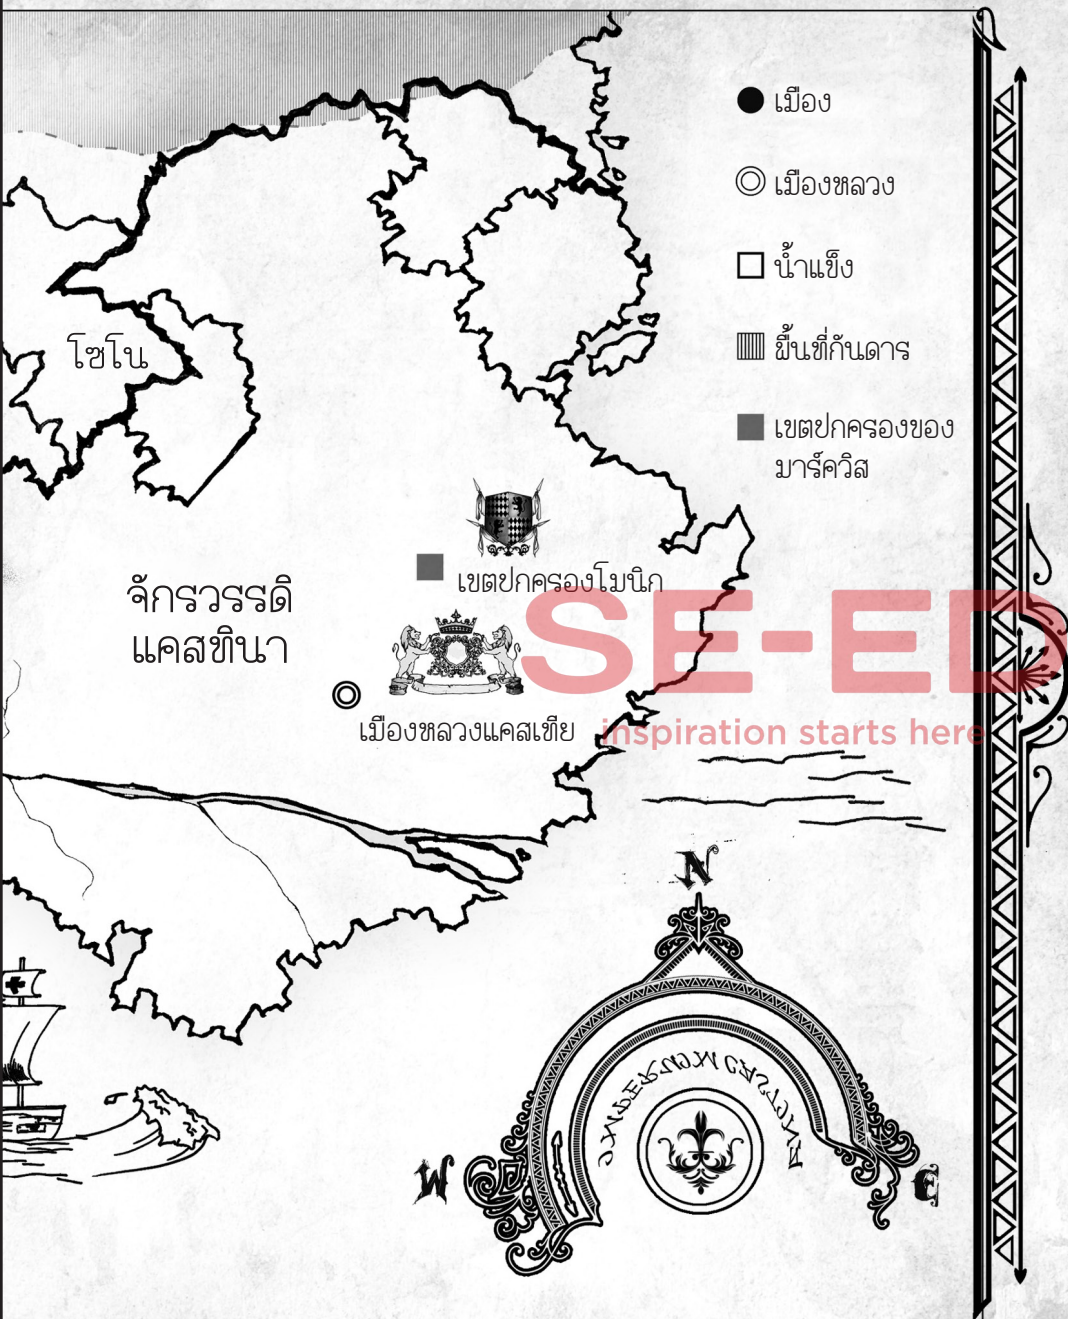 เมือง
เมืองหลวง
น้ำแข็ง
พื้นที่กันดาร
เขตปกครองของ
มาร์ควิส
โซโน
เขตปกครองโมนิก
จักรวรรดิ
แคสทินา
SE-ED
เมืองหลวงแคสเทีย
inspiration starts here
N
IMPERIUM CASTINA
W
E